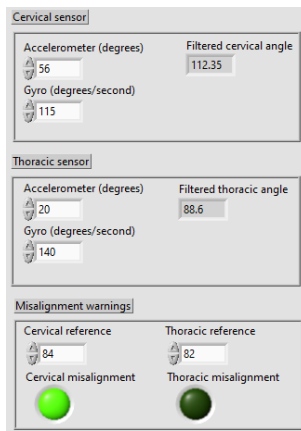 Cervical sensor
Accelerometer (degrees) Filtered cervical angle
56 112.35
Gyro (degrees/second)
115
Thoracic sensor
Accelerometer (degrees) Filtered thoracic angle
20 88.6
Gyro (degrees/second)
140
Misalignment warnings
Cervical reference Thoracic reference
84 82
Cervical misalignment Thoracic misalignment